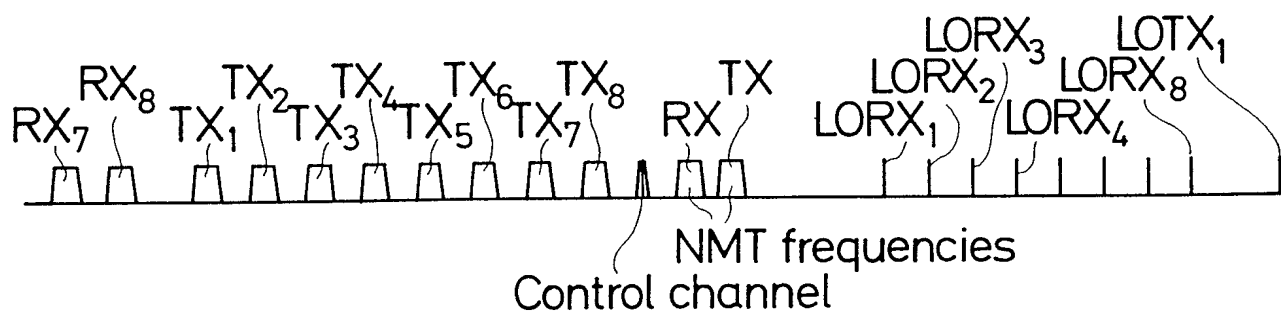 RX₇
RX₈
TX₁
TX₂
TX₃
TX₄
TX₅
TX₆
TX₇
TX₈
RX
TX
LORX₁
LORX₂
LORX₃
LORX₄
LORX₈
LOTX₁
NMT frequencies
Control channel